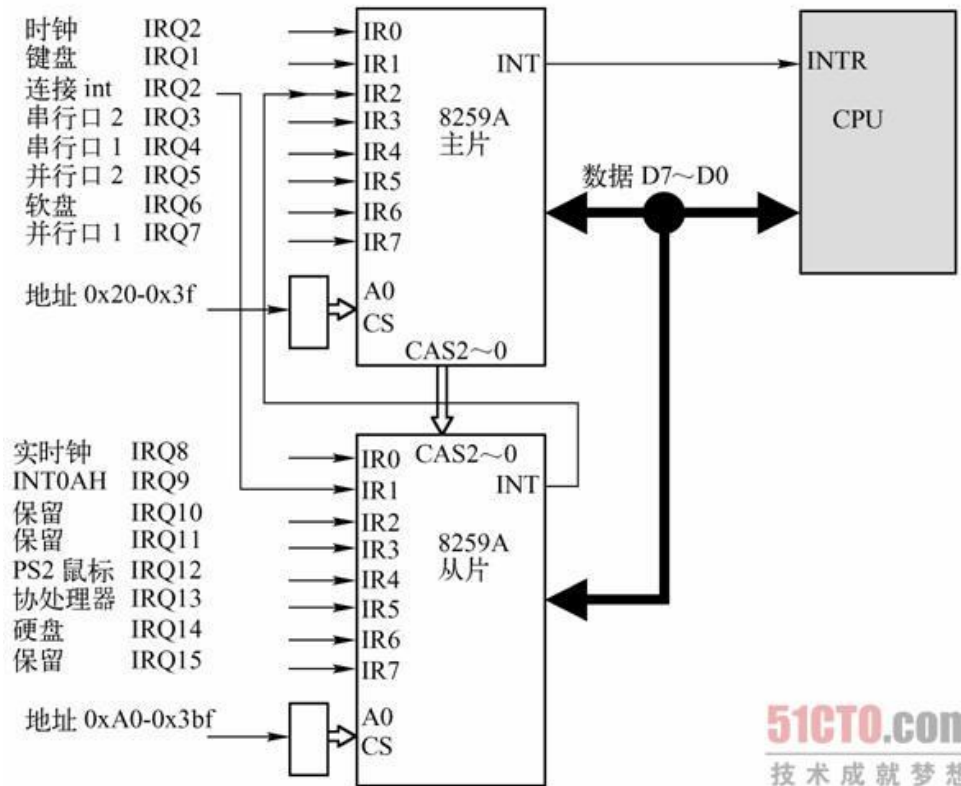 时钟 IRQ2
键盘 IRQ1
连接 int IRQ2
串行口 2 IRQ3
串行口 1 IRQ4
并行口 2 IRQ5
软盘 IRQ6
并行口 1 IRQ7
地址 0x20-0x3f
IR0
IR1
IR2
IR3
IR4
IR5
IR6
IR7
A0
CS
INT
8259A
主片
CAS2～0
INTR
CPU
数据 D7～D0
实时钟 IRQ8
INT0AH IRQ9
保留 IRQ10
保留 IRQ11
PS2 鼠标 IRQ12
协处理器 IRQ13
硬盘 IRQ14
保留 IRQ15
地址 0xA0-0x3bf
CAS2～0
IR0
IR1
IR2
IR3
IR4
IR5
IR6
IR7
A0
CS
INT
8259A
从片
51CTO.com
技术成就梦想